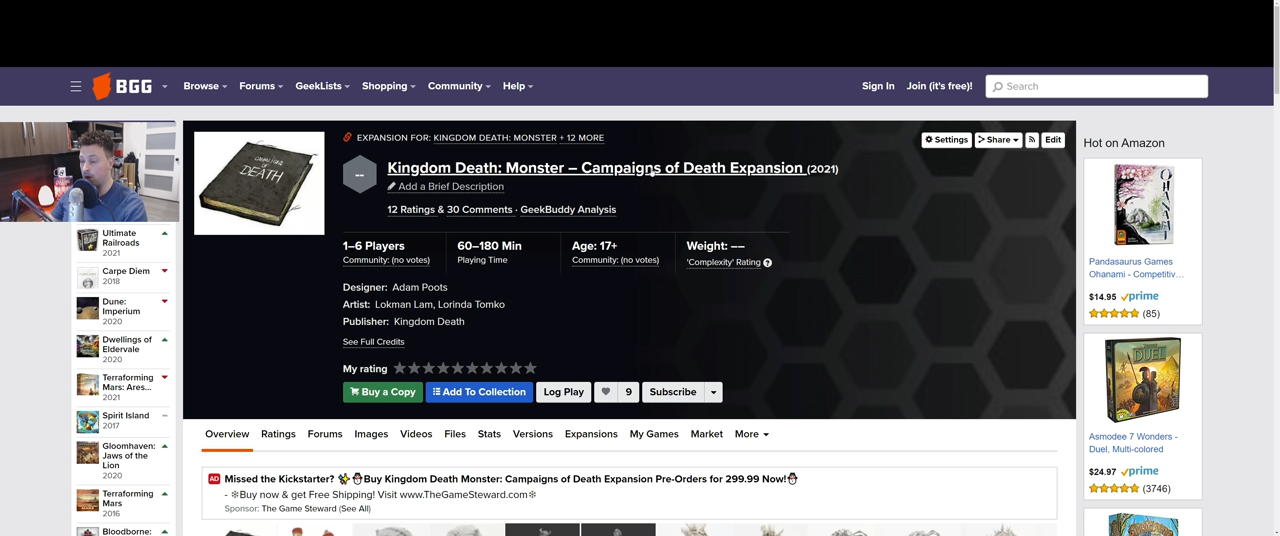 BGG
Browse
Forums
GeekLists
Shopping
Community
Help
Sign In
Join (it's free)!
Search
Ultimate
Railroads
2021
Carpe Diem
2018
Dune:
Imperium
2020
Dwellings of
Eldervale
2020
Terraforming
Mars: Ares...
2021
Spirit Island
2017
Gloomhaven:
Jaws of the
Lion
2020
Terraforming
Mars
2016
Bloodborne:
CAMPAIGNS
OF
DEATH
EXPANSION FOR: KINGDOM DEATH: MONSTER + 12 MORE
Settings
Share
Edit
--
Kingdom Death: Monster – Campaigns of Death Expansion (2021)
Add a Brief Description
12 Ratings & 30 Comments · GeekBuddy Analysis
1–6 Players
Community: (no votes)
60–180 Min
Playing Time
Age: 17+
Community: (no votes)
Weight: ––
'Complexity' Rating ?
Designer: Adam Poots
Artist: Lokman Lam, Lorinda Tomko
Publisher: Kingdom Death
See Full Credits
My rating
Buy a Copy
Add To Collection
Log Play
9
Subscribe
Overview
Ratings
Forums
Images
Videos
Files
Stats
Versions
Expansions
My Games
Market
More
AD Missed the Kickstarter? ✨⛄Buy Kingdom Death Monster: Campaigns of Death Expansion Pre-Orders for 299.99 Now!⛄
- ❄Buy now & get Free Shipping! Visit www.TheGameSteward.com❄
Sponsor: The Game Steward (See All)
Hot on Amazon
OHANAMI
Pandasaurus Games
Ohanami - Competitiv...
$14.95 prime
(85)
7 WONDERS
DUEL
Asmodee 7 Wonders -
Duel, Multi-colored
$24.97 prime
(3746)